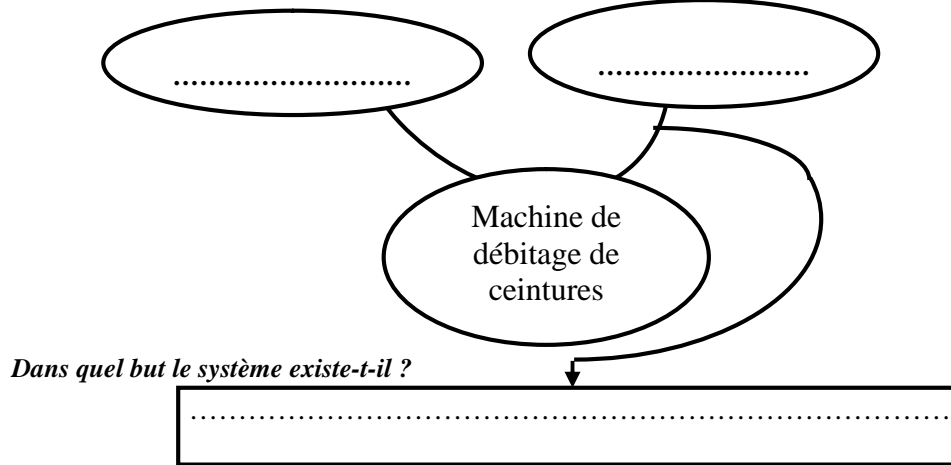 ...........................
........................
Machine de
débitage de
ceintures
Dans quel but le système existe-t-il ?
................................................................................